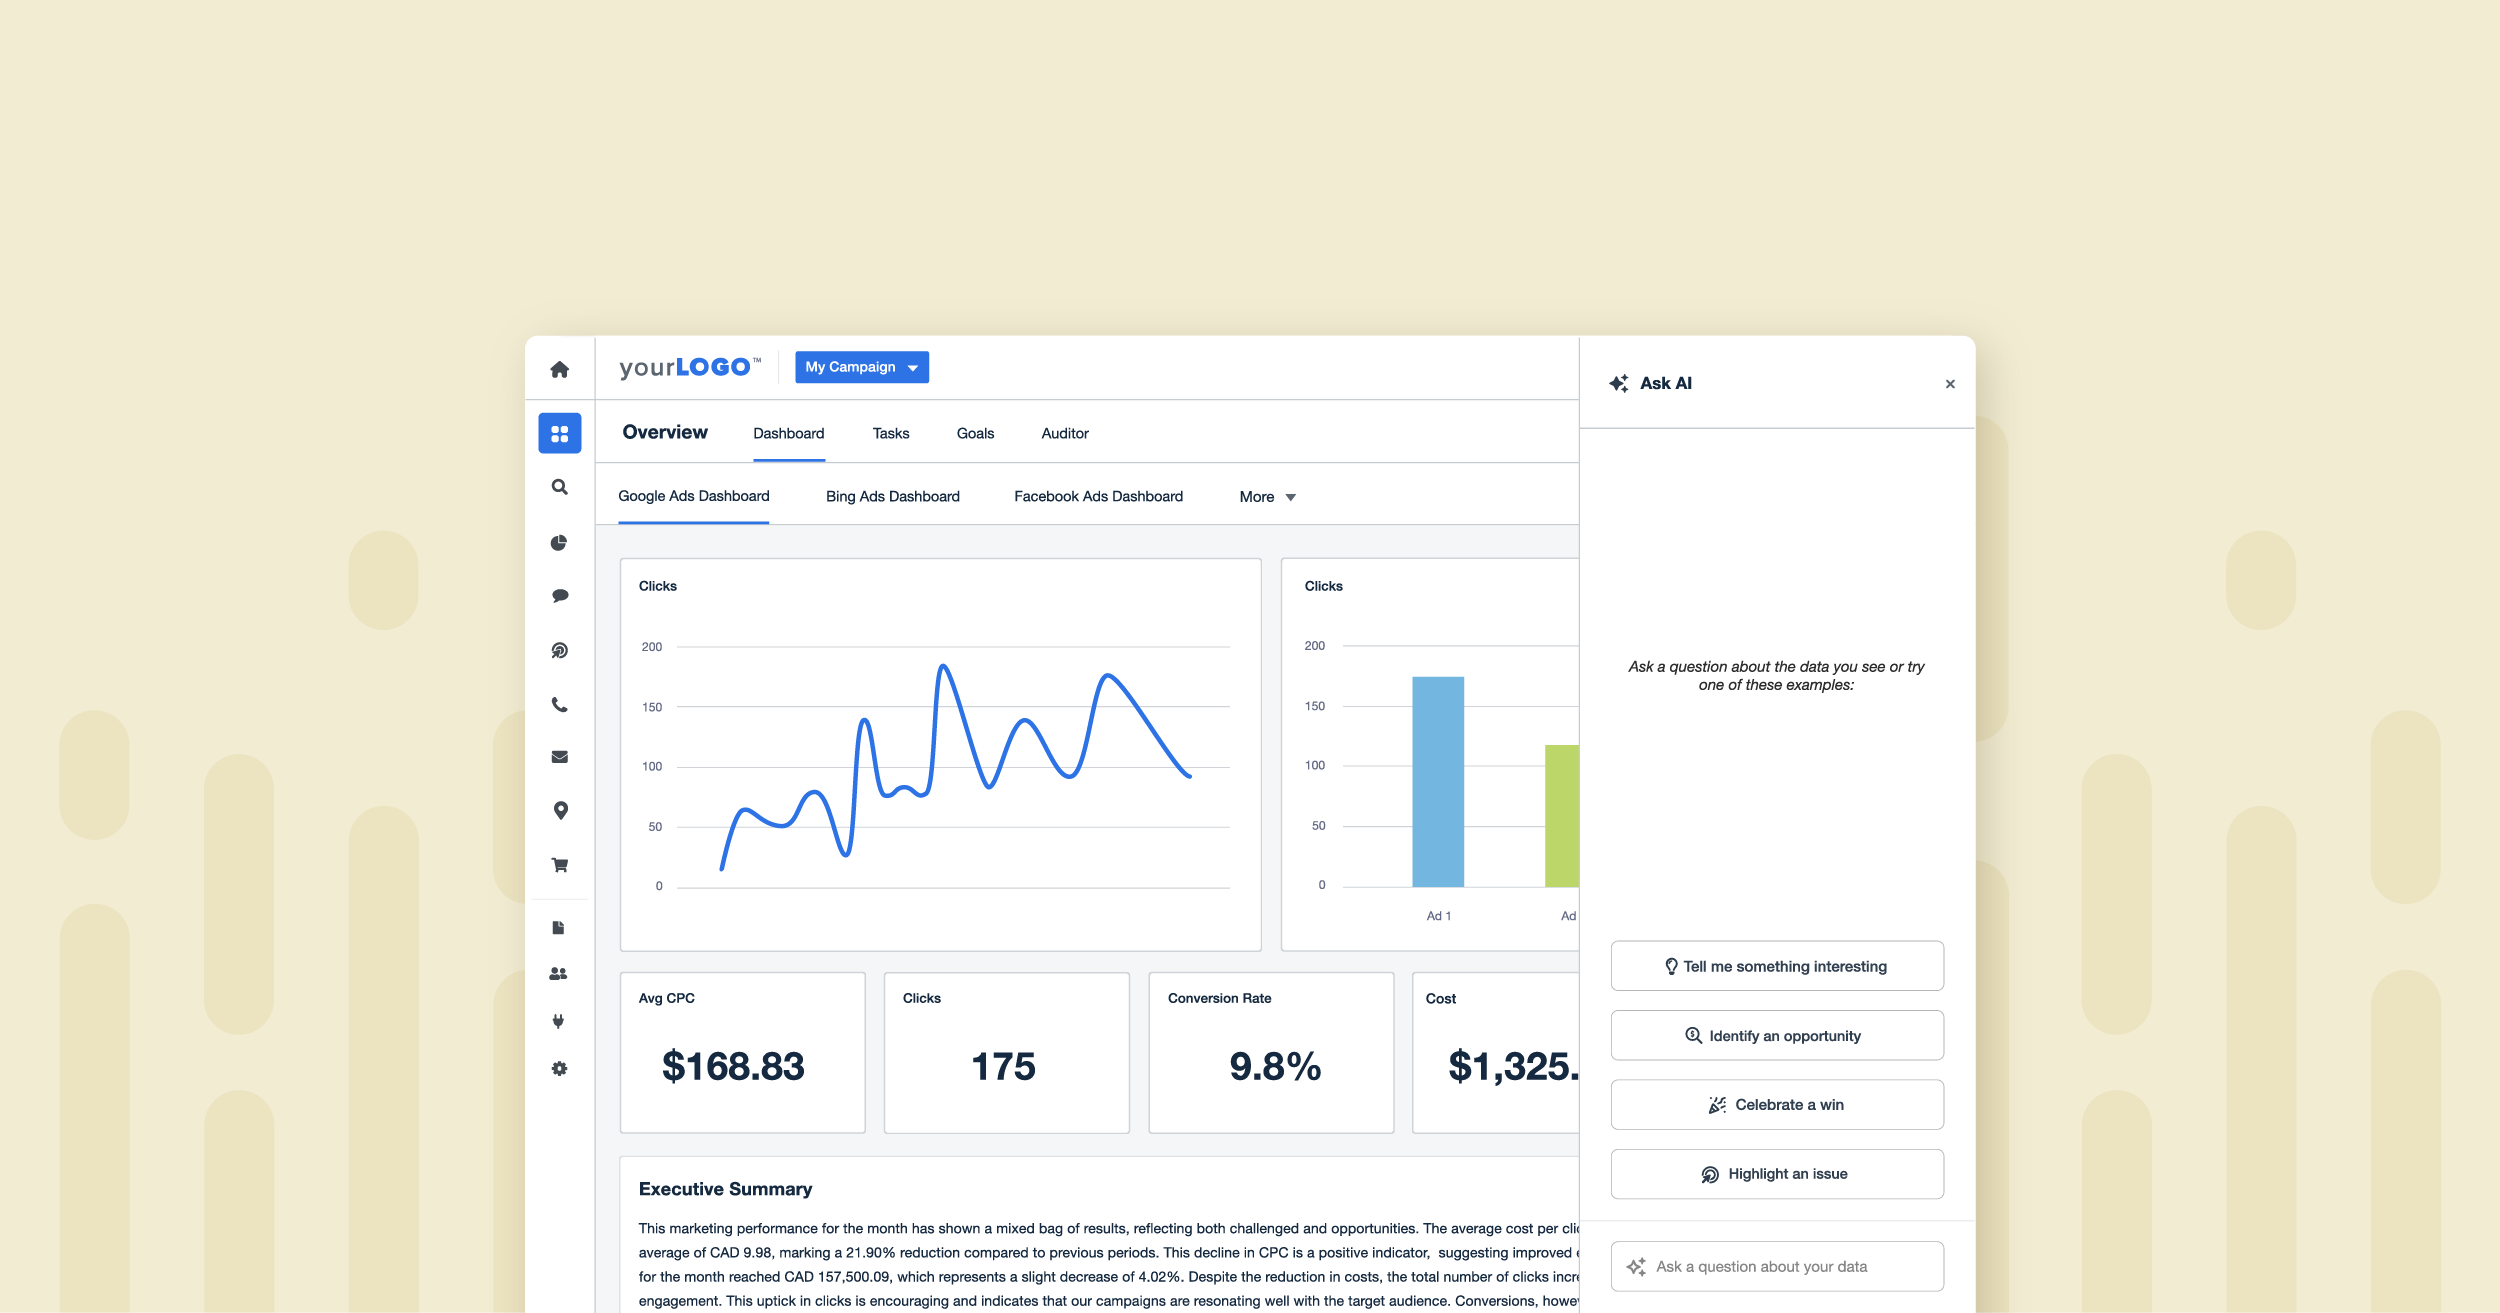 yourLOGO™
My Campaign
Overview
Dashboard
Tasks
Goals
Auditor
Google Ads Dashboard
Bing Ads Dashboard
Facebook Ads Dashboard
More
Clicks
200
150
100
50
0
Clicks
200
150
100
50
0
Ad 1
Ad
Avg CPC
$168.83
Clicks
175
Conversion Rate
9.8%
Cost
$1,325.
Executive Summary
This marketing performance for the month has shown a mixed bag of results, reflecting both challenged and opportunities. The average cost per
average of CAD 9.98, marking a 21.90% reduction compared to previous periods. This decline in CPC is a positive indicator, suggesting improved
for the month reached CAD 157,500.09, which represents a slight decrease of 4.02%. Despite the reduction in costs, the total number of clicks
engagement. This uptick in clicks is encouraging and indicates that our campaigns are resonating well with the target audience. Conversions,
Ask AI
×
Ask a question about the data you see or try
one of these examples:
Tell me something interesting
Identify an opportunity
Celebrate a win
Highlight an issue
Ask a question about your data